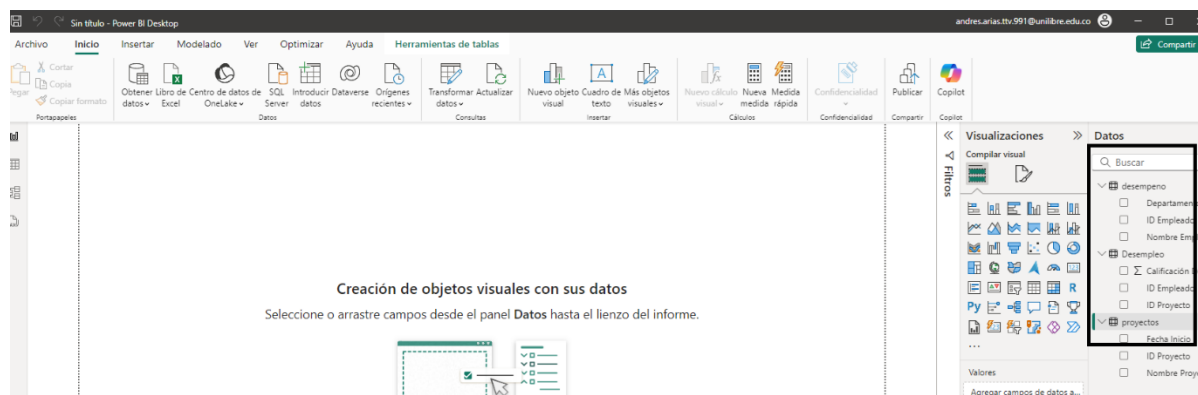 Sin título - Power BI Desktop
andres.arias.ttv.991@unilibre.edu.co
Archivo Inicio Insertar Modelado Ver Optimizar Ayuda Herramientas de tablas
Compartir
Cortar
Copia
Copiar formato
Pegar
Portapapeles
Obtener datos
Libro de Excel
Centro de datos de OneLake
SQL Server
Introducir datos
Dataverse
Orígenes recientes
Datos
Transformar datos
Actualizar
Consultas
Nuevo objeto visual
Cuadro de texto
Más objetos visuales
Insertar
Nuevo cálculo visual
Nueva medida
Medida rápida
Cálculos
Confidencialidad
Confidencialidad
Publicar
Compartir
Copilot
Copilot
Creación de objetos visuales con sus datos
Seleccione o arrastre campos desde el panel Datos hasta el lienzo del informe.
Filtros
Visualizaciones
Compilar visual
Py
R
123
...
Valores
Agregar campos de datos a...
Datos
Buscar
desempeno
Departamen
ID Empleado
Nombre Emp
Desempleo
Σ Calificación D
ID Empleado
ID Proyecto
proyectos
Fecha Inicio
ID Proyecto
Nombre Proye